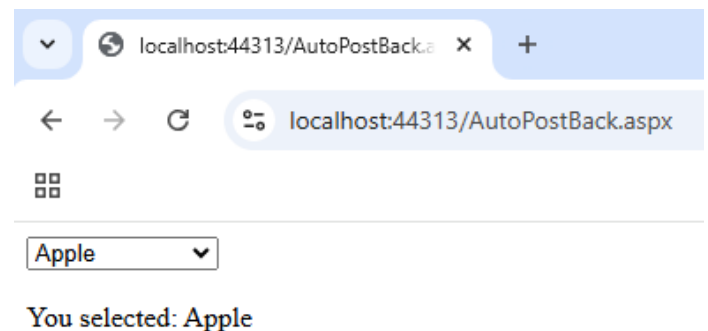 localhost:44313/AutoPostBack.a
localhost:44313/AutoPostBack.aspx
Apple
You selected: Apple